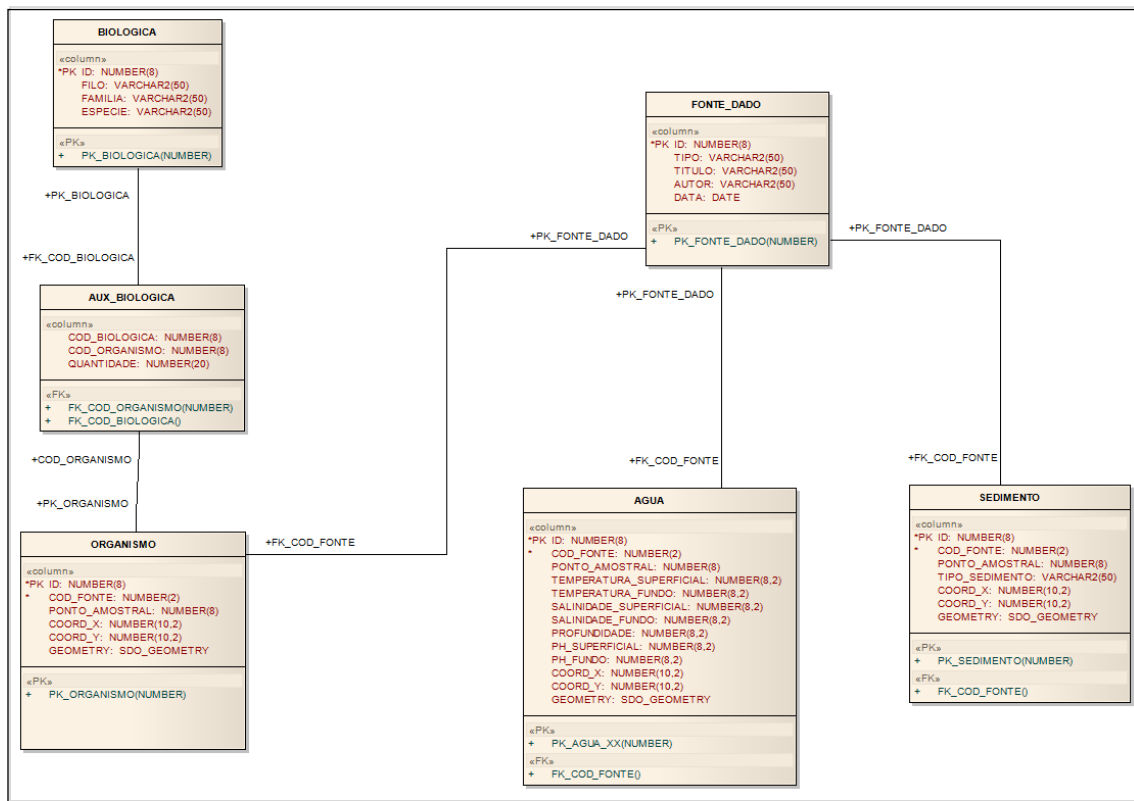 BIOLOGICA
«column»
*PK ID: NUMBER(8)
FILO: VARCHAR2(50)
FAMILIA: VARCHAR2(50)
ESPECIE: VARCHAR2(50)
«PK»
+ PK_BIOLOGICA(NUMBER)
+PK_BIOLOGICA
+FK_COD_BIOLOGICA
AUX_BIOLOGICA
«column»
COD_BIOLOGICA: NUMBER(8)
COD_ORGANISMO: NUMBER(8)
QUANTIDADE: NUMBER(20)
«FK»
+ FK_COD_ORGANISMO(NUMBER)
+ FK_COD_BIOLOGICA()
+COD_ORGANISMO
+PK_ORGANISMO
ORGANISMO
«column»
*PK ID: NUMBER(8)
* COD_FONTE: NUMBER(2)
PONTO_AMOSTRAL: NUMBER(8)
COORD_X: NUMBER(10,2)
COORD_Y: NUMBER(10,2)
GEOMETRY: SDO_GEOMETRY
«PK»
+ PK_ORGANISMO(NUMBER)
+FK_COD_FONTE
+PK_FONTE_DADO
FONTE_DADO
«column»
*PK ID: NUMBER(8)
TIPO: VARCHAR2(50)
TITULO: VARCHAR2(50)
AUTOR: VARCHAR2(50)
DATA: DATE
«PK»
+ PK_FONTE_DADO(NUMBER)
+PK_FONTE_DADO
+PK_FONTE_DADO
+FK_COD_FONTE
AGUA
«column»
*PK ID: NUMBER(8)
* COD_FONTE: NUMBER(2)
PONTO_AMOSTRAL: NUMBER(8)
TEMPERATURA_SUPERFICIAL: NUMBER(8,2)
TEMPERATURA_FUNDO: NUMBER(8,2)
SALINIDADE_SUPERFICIAL: NUMBER(8,2)
SALINIDADE_FUNDO: NUMBER(8,2)
PROFUNDIDADE: NUMBER(8,2)
PH_SUPERFICIAL: NUMBER(8,2)
PH_FUNDO: NUMBER(8,2)
COORD_X: NUMBER(10,2)
COORD_Y: NUMBER(10,2)
GEOMETRY: SDO_GEOMETRY
«PK»
+ PK_AGUA_XX(NUMBER)
«FK»
+ FK_COD_FONTE()
+FK_COD_FONTE
SEDIMENTO
«column»
*PK ID: NUMBER(8)
* COD_FONTE: NUMBER(2)
PONTO_AMOSTRAL: NUMBER(8)
TIPO_SEDIMENTO: VARCHAR2(50)
COORD_X: NUMBER(10,2)
COORD_Y: NUMBER(10,2)
GEOMETRY: SDO_GEOMETRY
«PK»
+ PK_SEDIMENTO(NUMBER)
«FK»
+ FK_COD_FONTE()